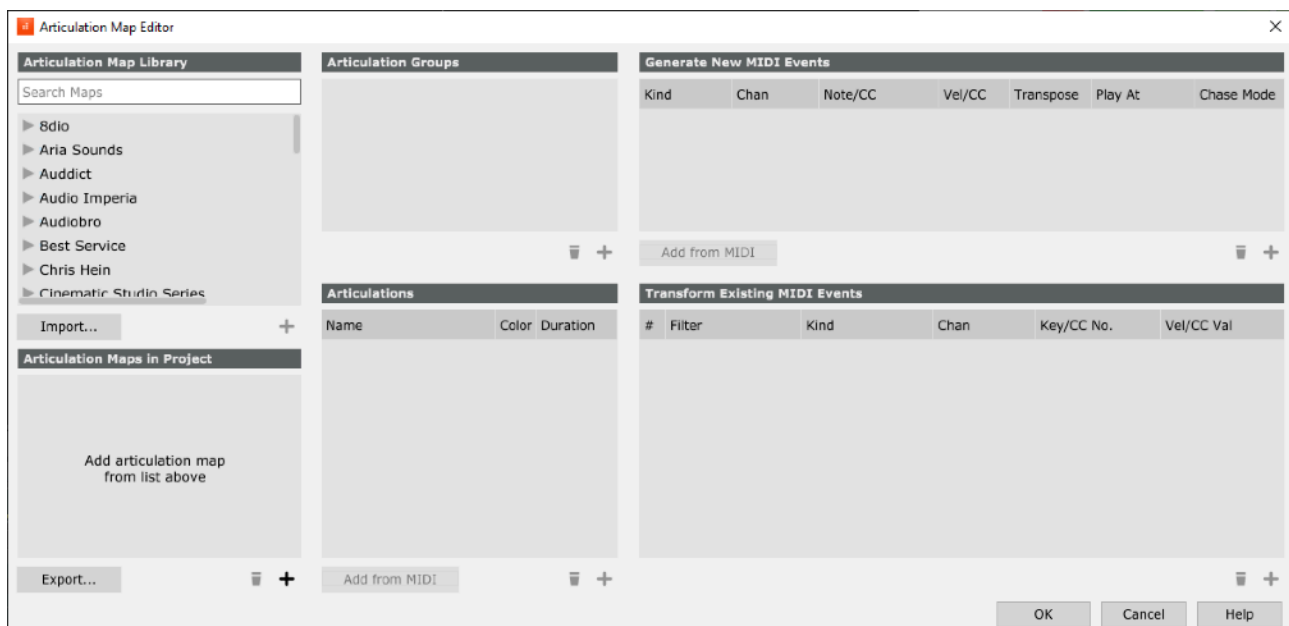 Articulation Map Editor
Articulation Map Library
Search Maps
8dio
Aria Sounds
Auddict
Audio Imperia
Audiobro
Best Service
Chris Hein
Cinematic Studio Series
Import...
Articulation Maps in Project
Add articulation map
from list above
Export...
Articulation Groups
Articulations
Name Color Duration
Add from MIDI
Generate New MIDI Events
Kind Chan Note/CC Vel/CC Transpose Play At Chase Mode
Add from MIDI
Transform Existing MIDI Events
# Filter Kind Chan Key/CC No. Vel/CC Val
OK Cancel Help